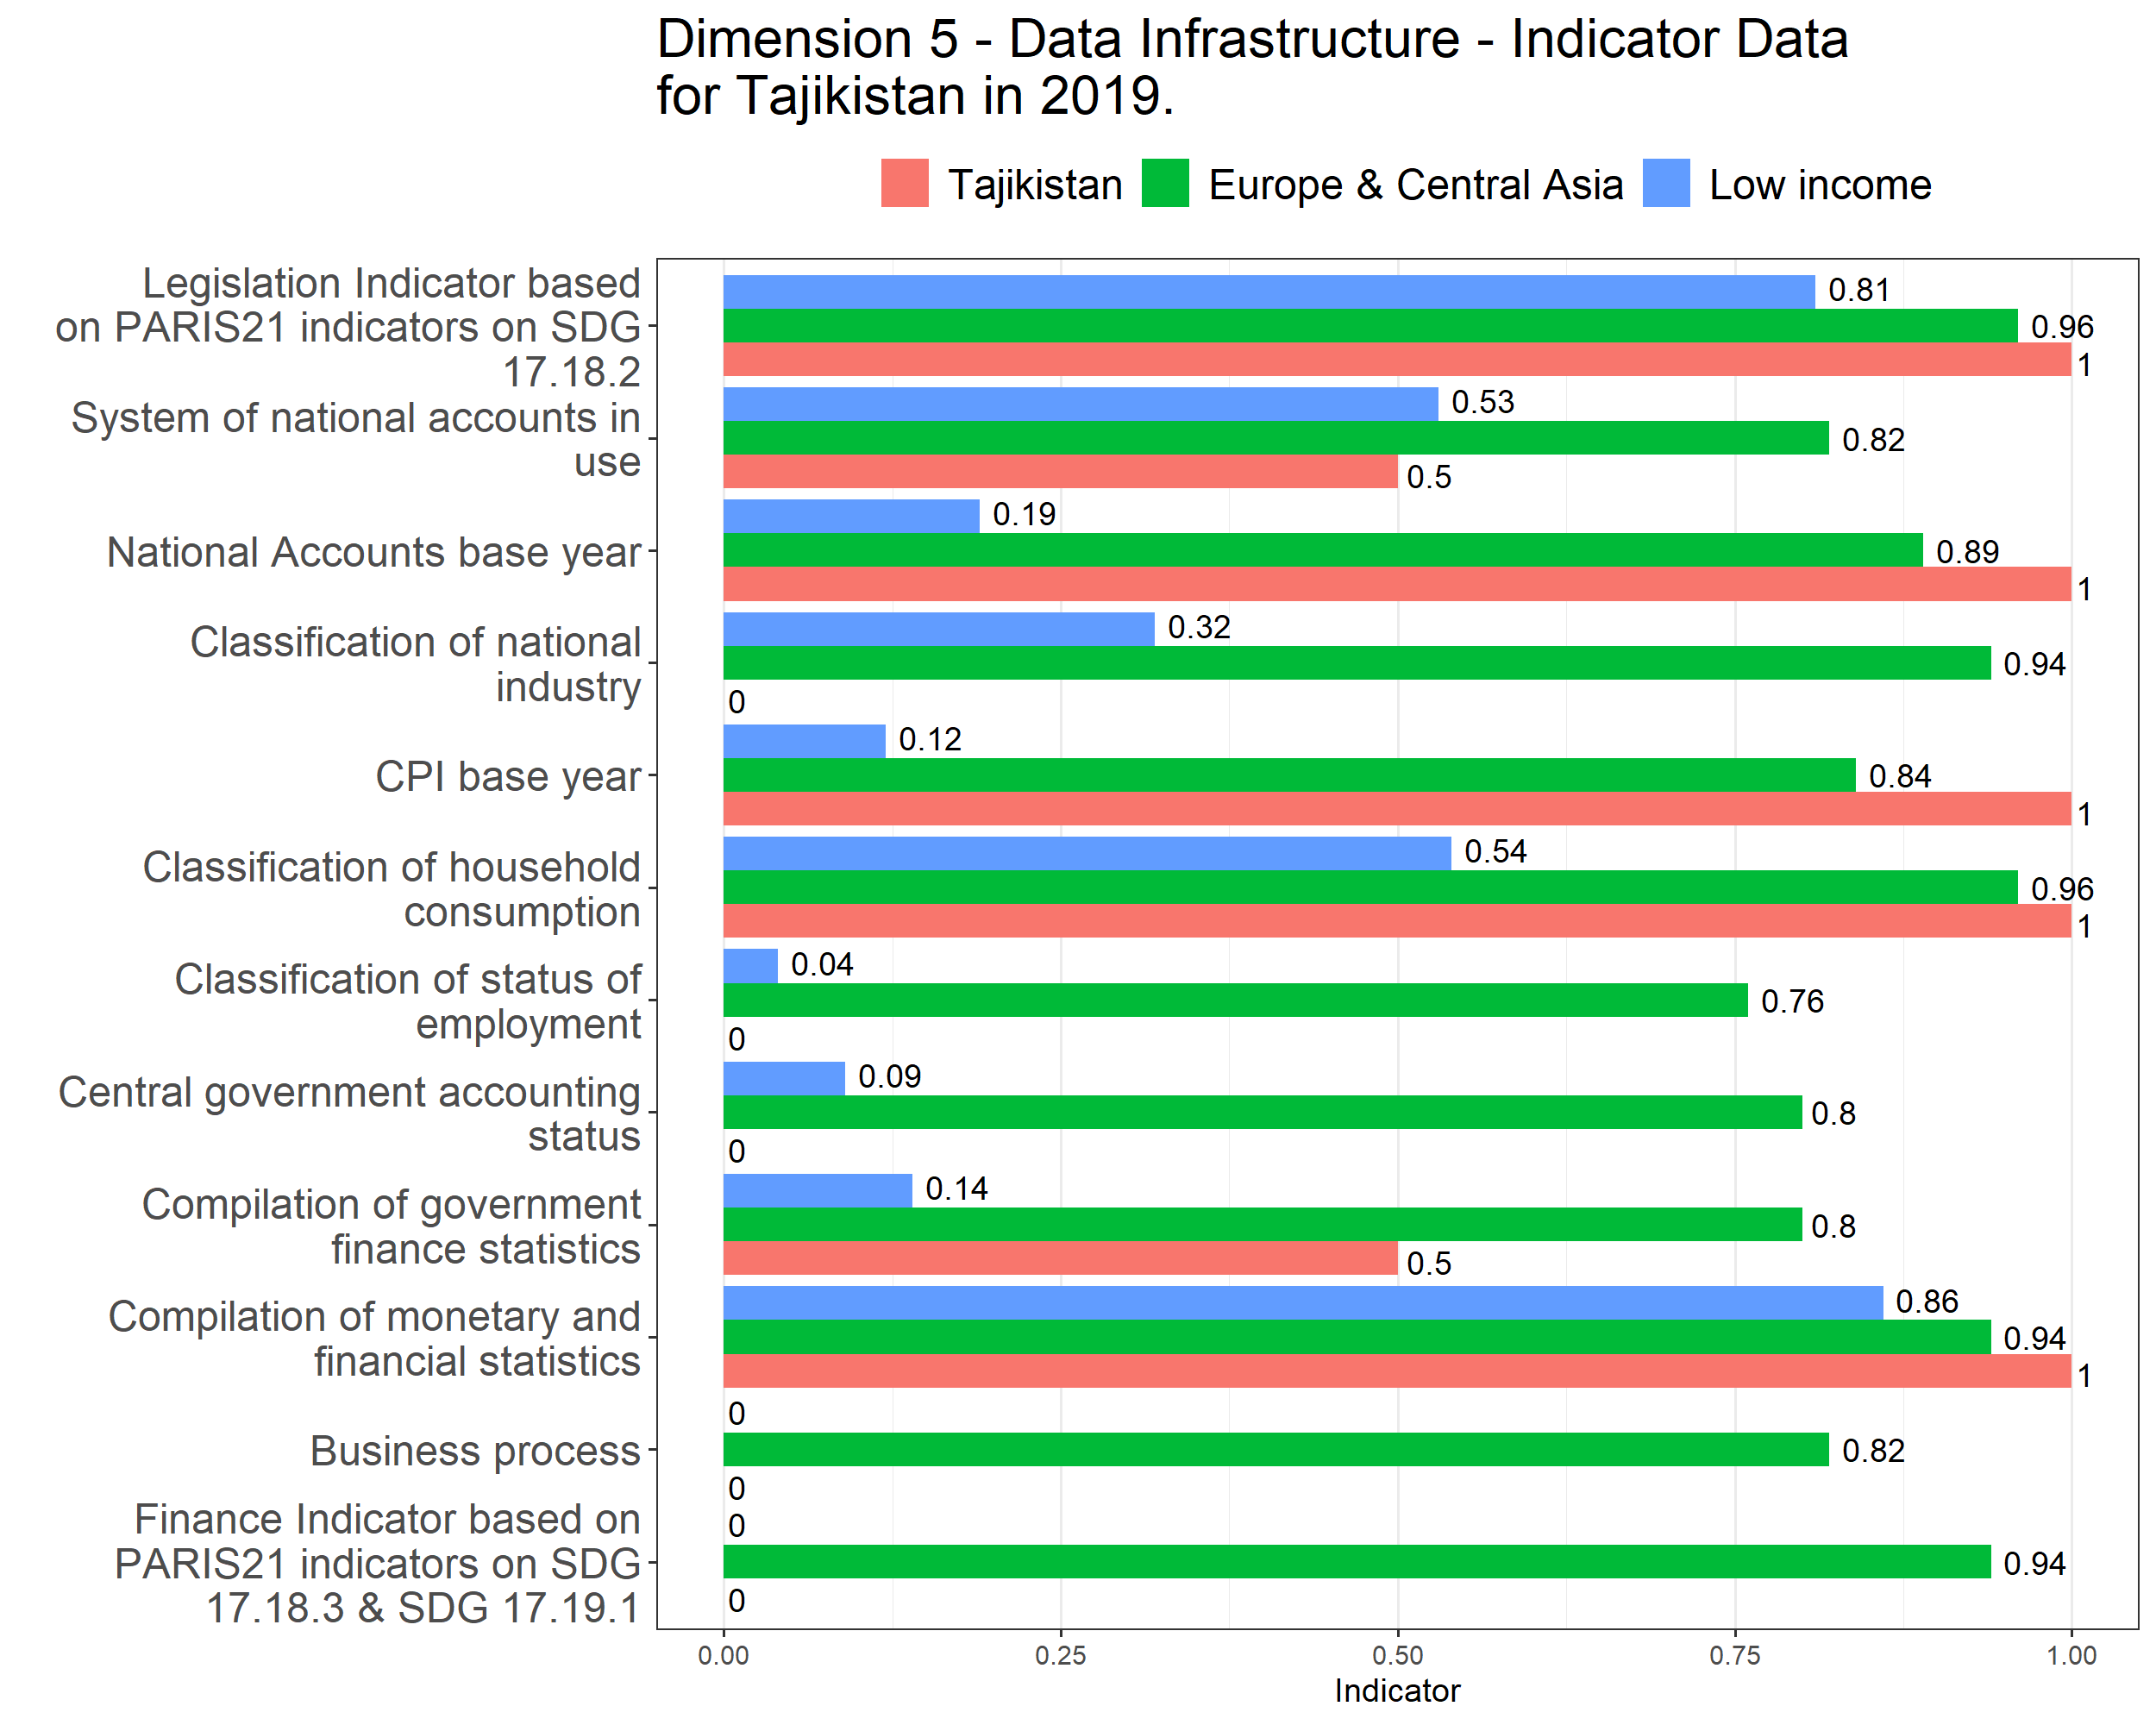 Dimension 5 - Data Infrastructure - Indicator Data
for Tajikistan in 2019.
Tajikistan Europe & Central Asia Low income
Legislation Indicator based
on PARIS21 indicators on SDG
17.18.2
0.81
0.96
1
System of national accounts in
use
0.53
0.82
0.5
National Accounts base year
0.19
0.89
1
Classification of national
industry
0.32
0.94
0
CPI base year
0.12
0.84
1
Classification of household
consumption
0.54
0.96
1
Classification of status of
employment
0.04
0.76
0
Central government accounting
status
0.09
0.8
0
Compilation of government
finance statistics
0.14
0.8
0.5
Compilation of monetary and
financial statistics
0.86
0.94
1
Business process
0
0.82
0
Finance Indicator based on
PARIS21 indicators on SDG
17.18.3 & SDG 17.19.1
0
0.94
0
0.00 0.25 0.50 0.75 1.00
Indicator